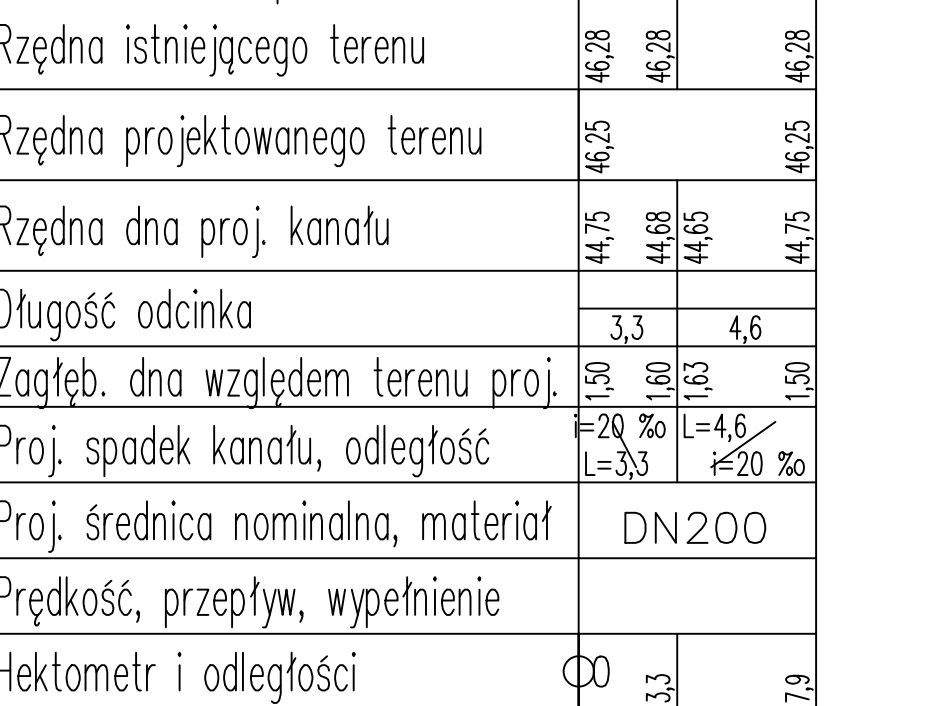 Rzędna istniejącego terenu 46,28 46,28 46,28
Rzędna projektowanego terenu 46,25 46,25
Rzędna dna proj. kanału 44,75 44,68 44,65 44,75
Długość odcinka 3,3 4,6
Zagłęb. dna względem terenu proj. 1,50 1,60 1,63 1,50
Proj. spadek kanału, odległość i=20 ‰ L=3,3 L=4,6 i=20 ‰
Proj. średnica nominalna, materiał DN200
Prędkość, przepływ, wypełnienie
Hektometr i odległości 0 3,3 7,9